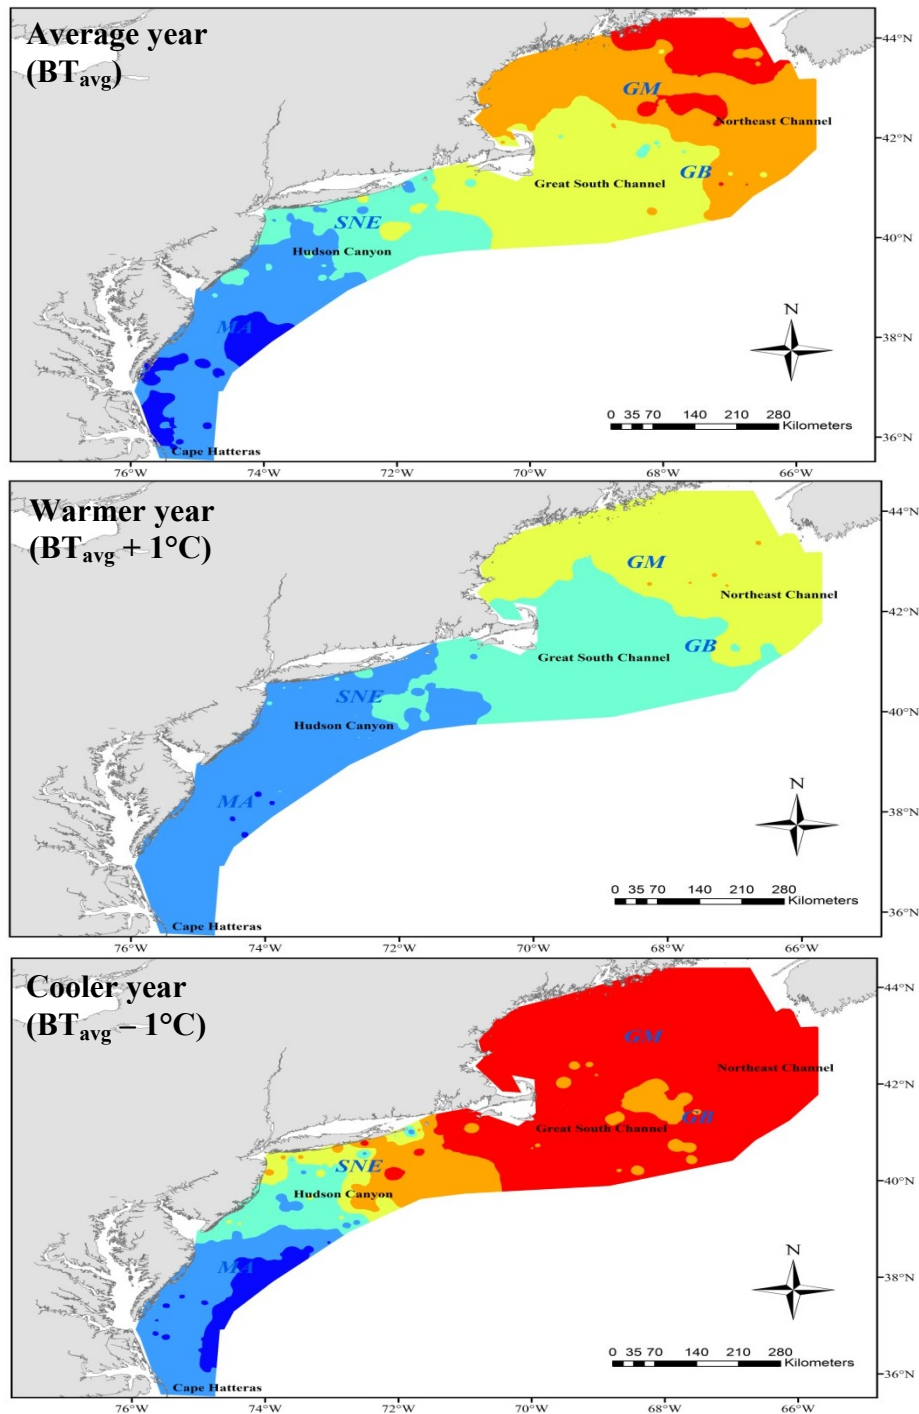 Average year
(BTavg)
44°N
GM
Northeast Channel
42°N
GB
Great South Channel
SNE
40°N
Hudson Canyon
N
MA
38°N
0 35 70 140 210 280
Kilometers
36°N
Cape Hatteras
76°W 74°W 72°W 70°W 68°W 66°W
Warmer year
(BTavg + 1°C)
44°N
GM
Northeast Channel
42°N
GB
Great South Channel
SNE
40°N
Hudson Canyon
N
MA
38°N
0 35 70 140 210 280
Kilometers
36°N
Cape Hatteras
76°W 74°W 72°W 70°W 68°W 66°W
Cooler year
(BTavg – 1°C)
44°N
GM
Northeast Channel
42°N
GB
Great South Channel
SNE
40°N
Hudson Canyon
N
MA
38°N
0 35 70 140 210 280
Kilometers
36°N
Cape Hatteras
76°W 74°W 72°W 70°W 68°W 66°W